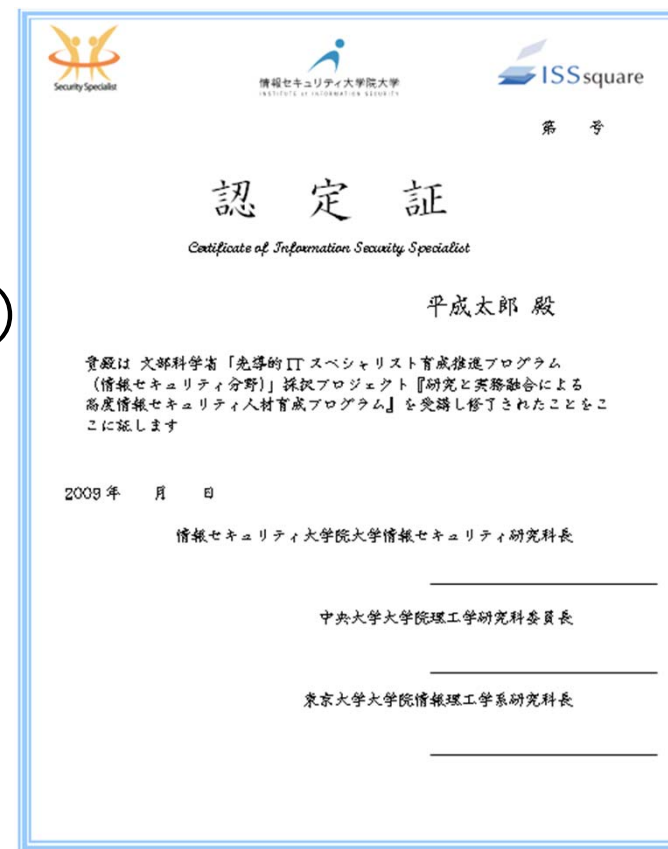 Security Specialist
情報セキュリティ大学院大学
INSTITUTE of INFORMATION SECURITY
ISSsquare
第 号
認 定 証
Certificate of Information Security Specialist
平成太郎 殿
貴殿は 文部科学省「先導的ITスペシャリスト育成推進プログラム
(情報セキュリティ分野)」採択プロジェクト『研究と実務融合による
高度情報セキュリティ人材育成プログラム』を受講し修了されたことをこ
こに証します
2009年 月 日
情報セキュリティ大学院大学情報セキュリティ研究科長
中央大学大学院理工学研究科委員長
東京大学大学院情報理工学系研究科長